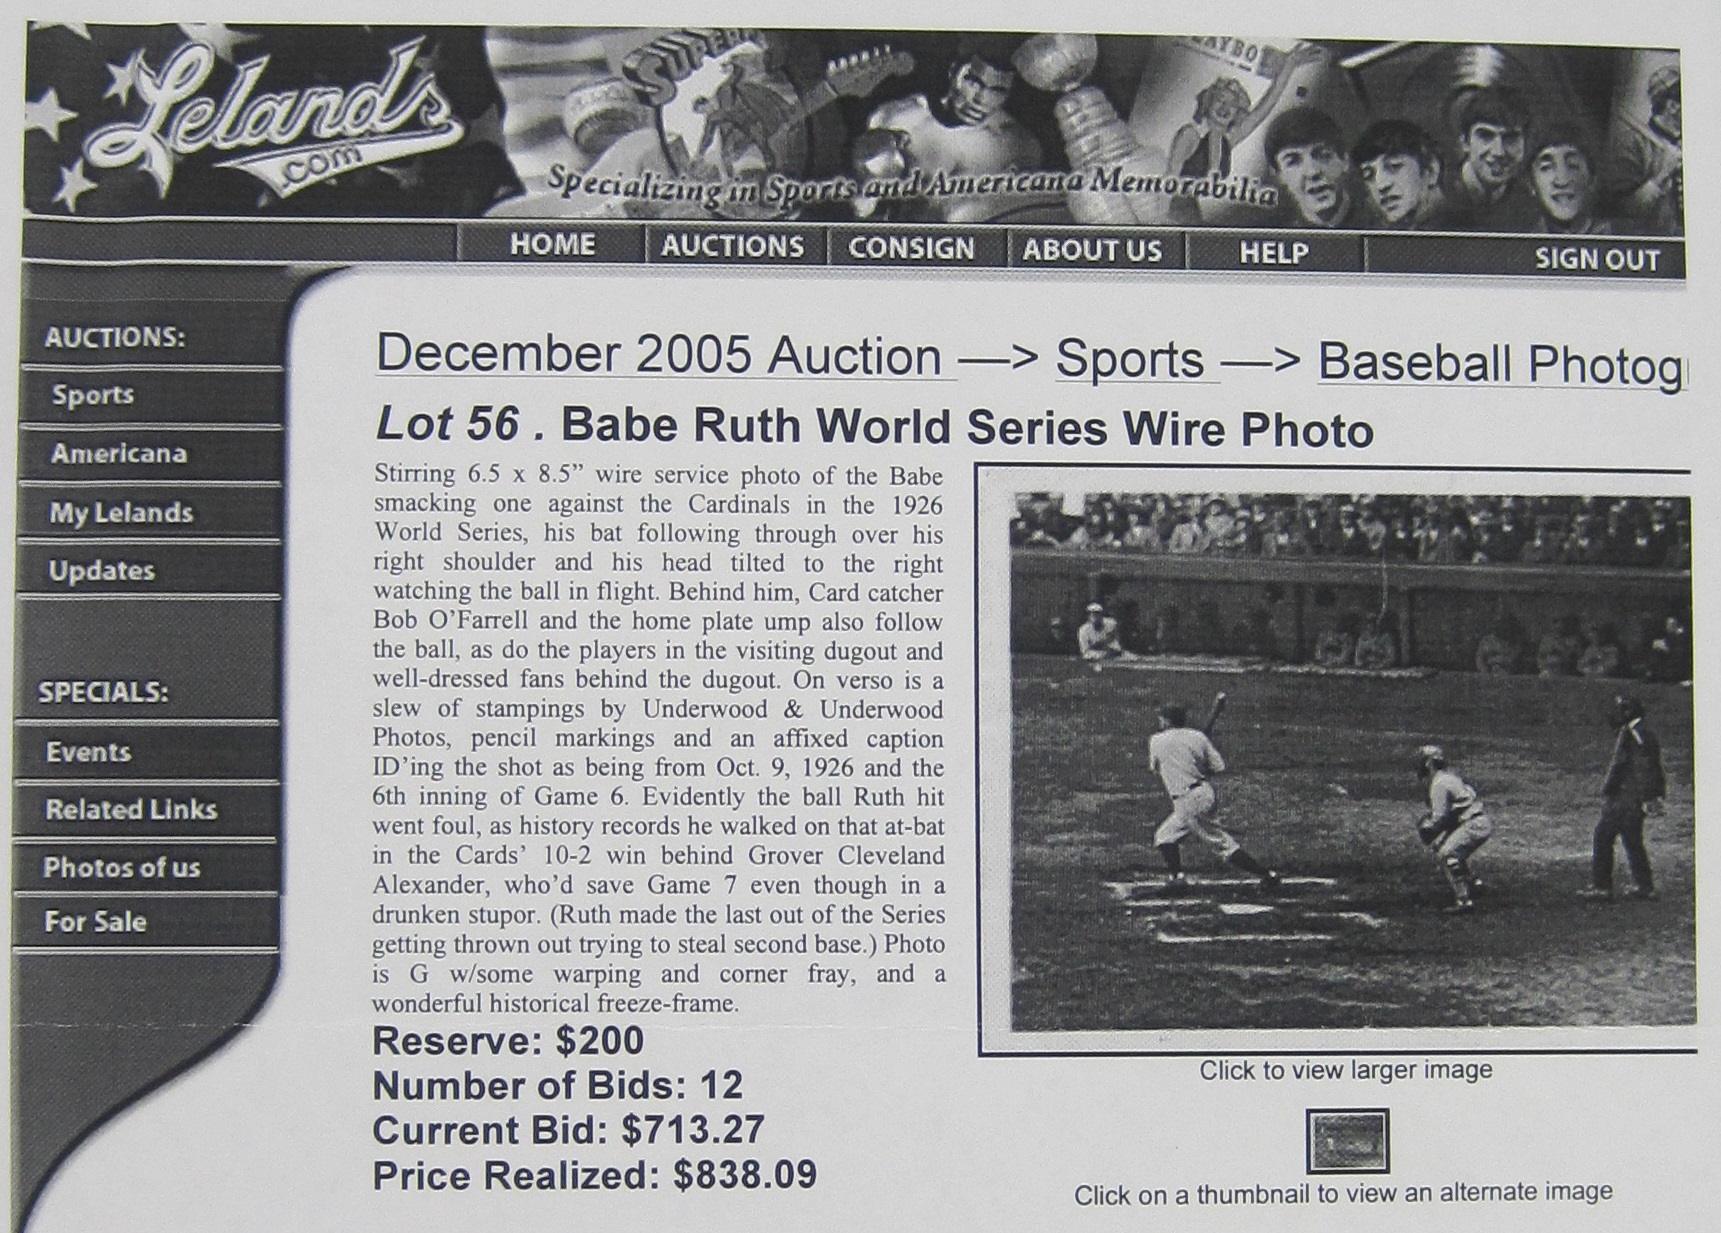 Lelands
.com
SUPERM
PLAYBO
Specializing in Sports and Americana Memorabilia
HOME AUCTIONS CONSIGN ABOUT US HELP SIGN OUT
AUCTIONS:
Sports
Americana
My Lelands
Updates
SPECIALS:
Events
Related Links
Photos of us
For Sale
December 2005 Auction —> Sports —> Baseball Photog
Lot 56 . Babe Ruth World Series Wire Photo
Stirring 6.5 x 8.5” wire service photo of the Babe
smacking one against the Cardinals in the 1926
World Series, his bat following through over his
right shoulder and his head tilted to the right
watching the ball in flight. Behind him, Card catcher
Bob O’Farrell and the home plate ump also follow
the ball, as do the players in the visiting dugout and
well-dressed fans behind the dugout. On verso is a
slew of stampings by Underwood & Underwood
Photos, pencil markings and an affixed caption
ID’ing the shot as being from Oct. 9, 1926 and the
6th inning of Game 6. Evidently the ball Ruth hit
went foul, as history records he walked on that at-bat
in the Cards’ 10-2 win behind Grover Cleveland
Alexander, who’d save Game 7 even though in a
drunken stupor. (Ruth made the last out of the Series
getting thrown out trying to steal second base.) Photo
is G w/some warping and corner fray, and a
wonderful historical freeze-frame.
Reserve: $200
Number of Bids: 12
Current Bid: $713.27
Price Realized: $838.09
Click to view larger image
Click on a thumbnail to view an alternate image